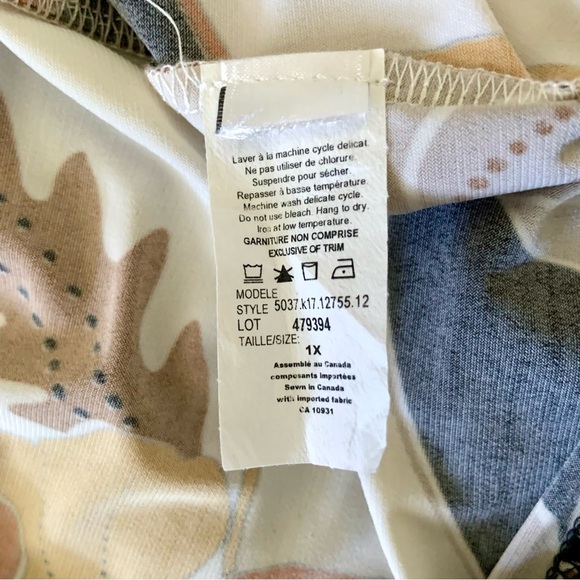 Laver à la machine cycle delicat.
Ne pas utiliser de chlorure.
Suspendre pour sécher.
Repasser à basse température.
Machine wash delicate cycle.
Do not use bleach. Hang to dry.
Iron at low temperature.
GARNITURE NON COMPRISE
EXCLUSIVE OF TRIM
MODELE
STYLE 5037.k17.12755.12
LOT 479394
TAILLE/SIZE:
1X
Assemblé au Canada
composants importées
Sewn in Canada
with imported fabric
CA 10931